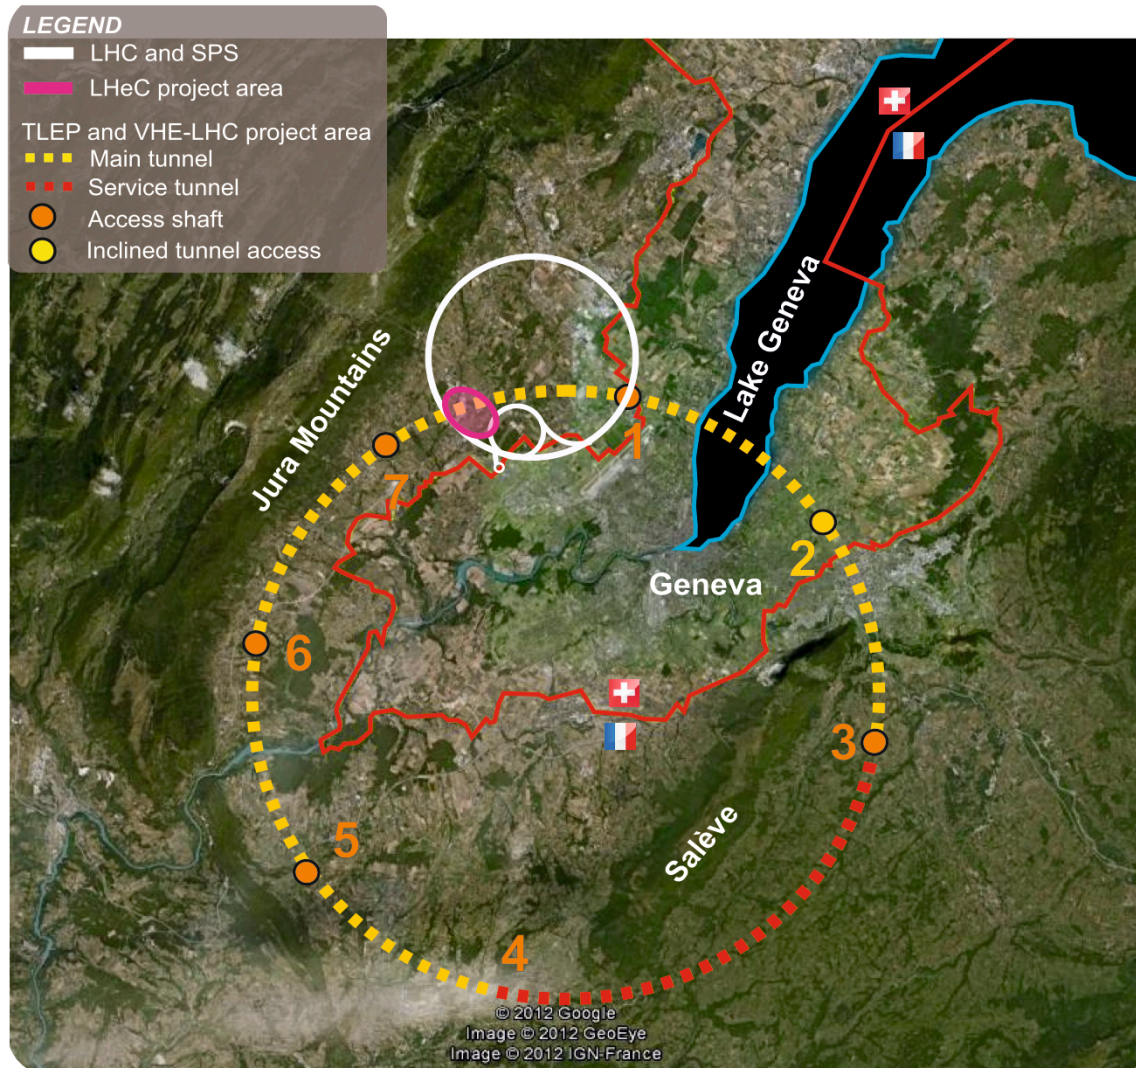 LEGEND
LHC and SPS
LHeC project area
TLEP and VHE-LHC project area
Main tunnel
Service tunnel
Access shaft
Inclined tunnel access
Lake Geneva
Jura Mountains
1
7
2
Geneva
6
3
Salève
5
4
© 2012 Google
Image © 2012 GeoEye
Image © 2012 IGN-France